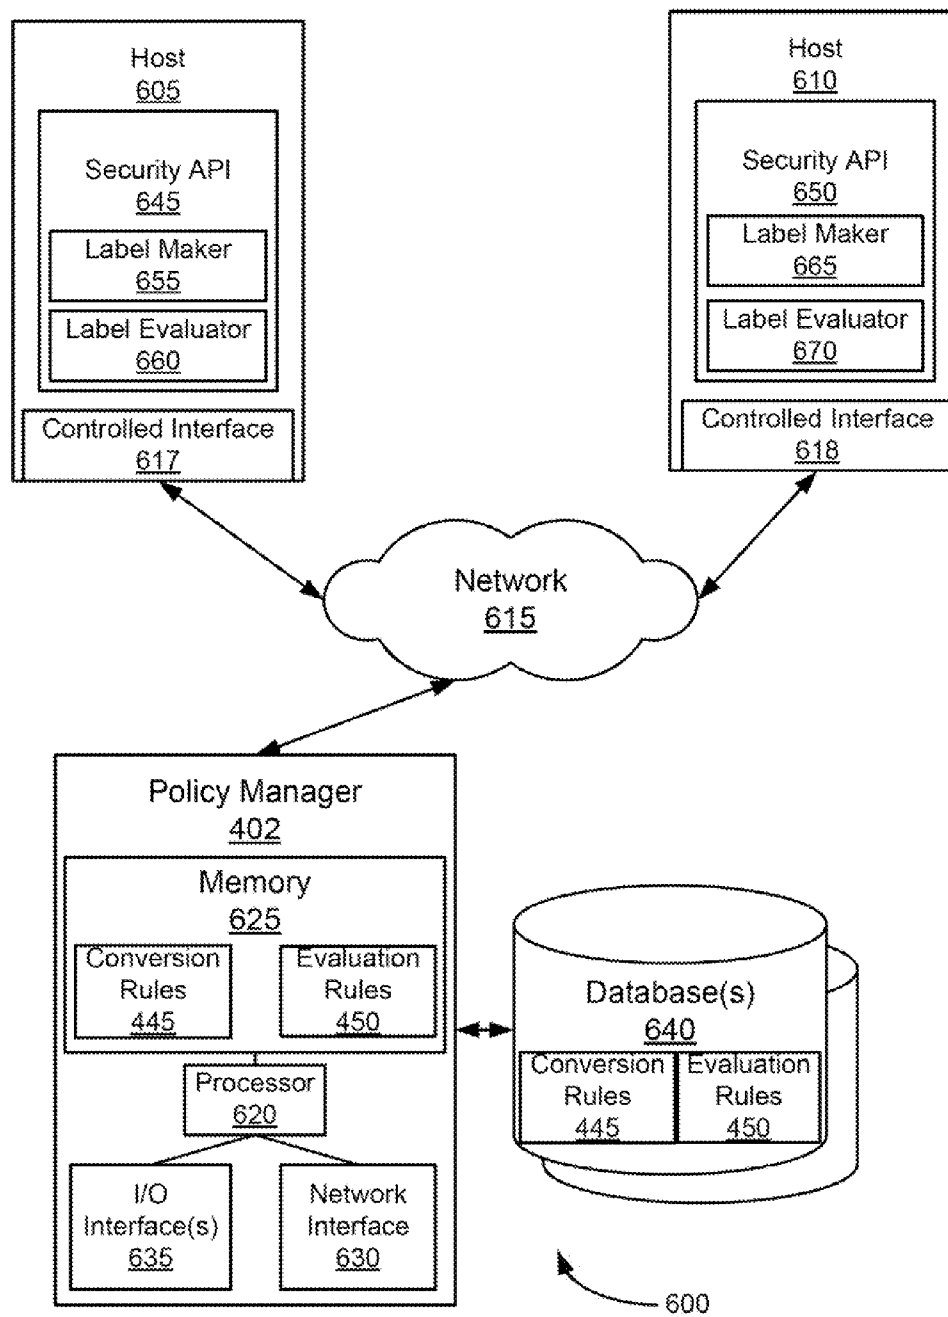 Host
605
Security API
645
Label Maker
655
Label Evaluator
660
Controlled Interface
617
Host
610
Security API
650
Label Maker
665
Label Evaluator
670
Controlled Interface
618
Network
615
Policy Manager
402
Memory
625
Conversion
Rules
445
Evaluation
Rules
450
Processor
620
I/O
Interface(s)
635
Network
Interface
630
Database(s)
640
Conversion
Rules
445
Evaluation
Rules
450
600